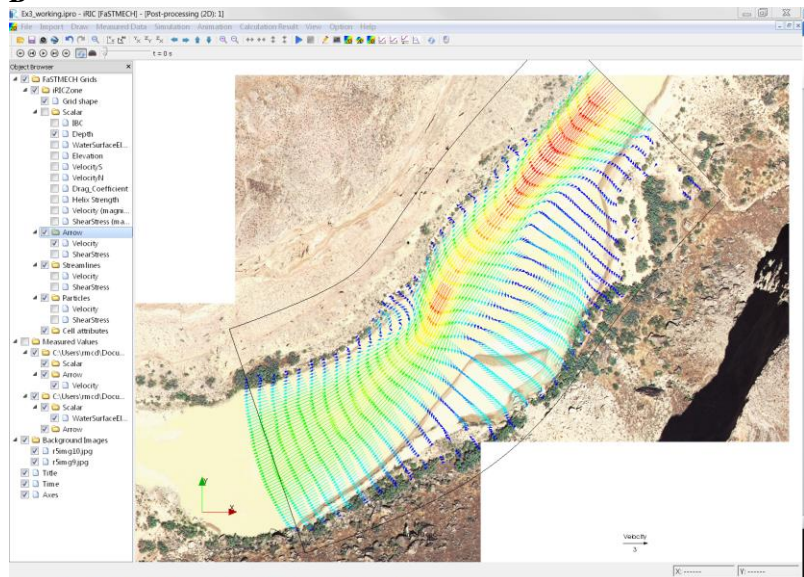 Ex3_working.ipro - iRIC [FaSTMECH] - [Post-processing (2D): 1]
File Import Draw Measured Data Simulation Animation Calculation Result View Option Help
t = 0 s
Object Browser
FaSTMECH Grids
iRICZone
Grid shape
Scalar
IBC
Depth
WaterSurfaceEl...
Elevation
VelocityS
VelocityN
Drag_Coefficient
Helix Strength
Velocity (magni...
ShearStress (ma...
Arrow
Velocity
ShearStress
Streamlines
Velocity
ShearStress
Particles
Velocity
ShearStress
Cell attributes
Measured Values
C:\Users\rmcd\Docu...
Scalar
Arrow
Velocity
C:\Users\rmcd\Docu...
Scalar
WaterSurfaceEl...
Arrow
Background Images
r5img10.jpg
r5img9.jpg
Title
Time
Axes
Y
X
Velocity
3
X: ------
Y: ------